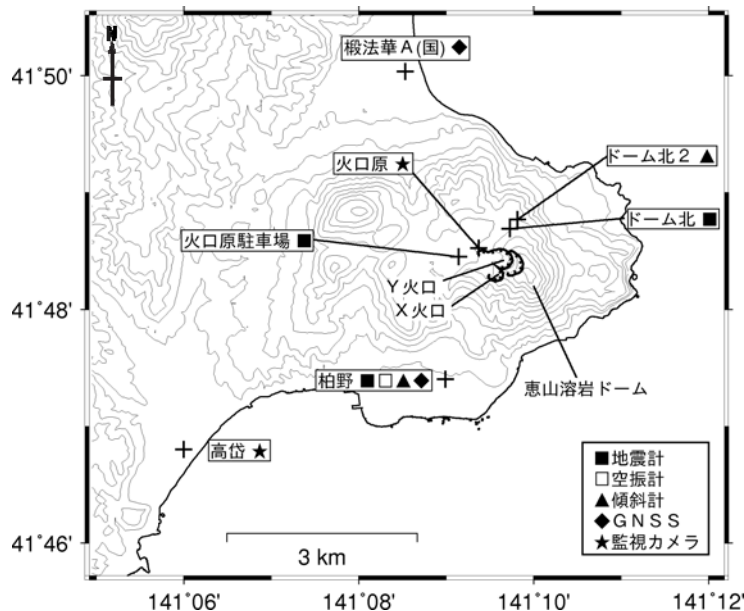 N
41°50'
41°48'
41°46'
椴法華A(国)◆
火口原 ★
ドーム北2 ▲
ドーム北 ■
火口原駐車場 ■
Y火口
X火口
恵山溶岩ドーム
柏野 ■□▲◆
高岱 ★
■地震計
□空振計
▲傾斜計
◆GNSS
★監視カメラ
3 km
141°06' 141°08' 141°10' 141°12'